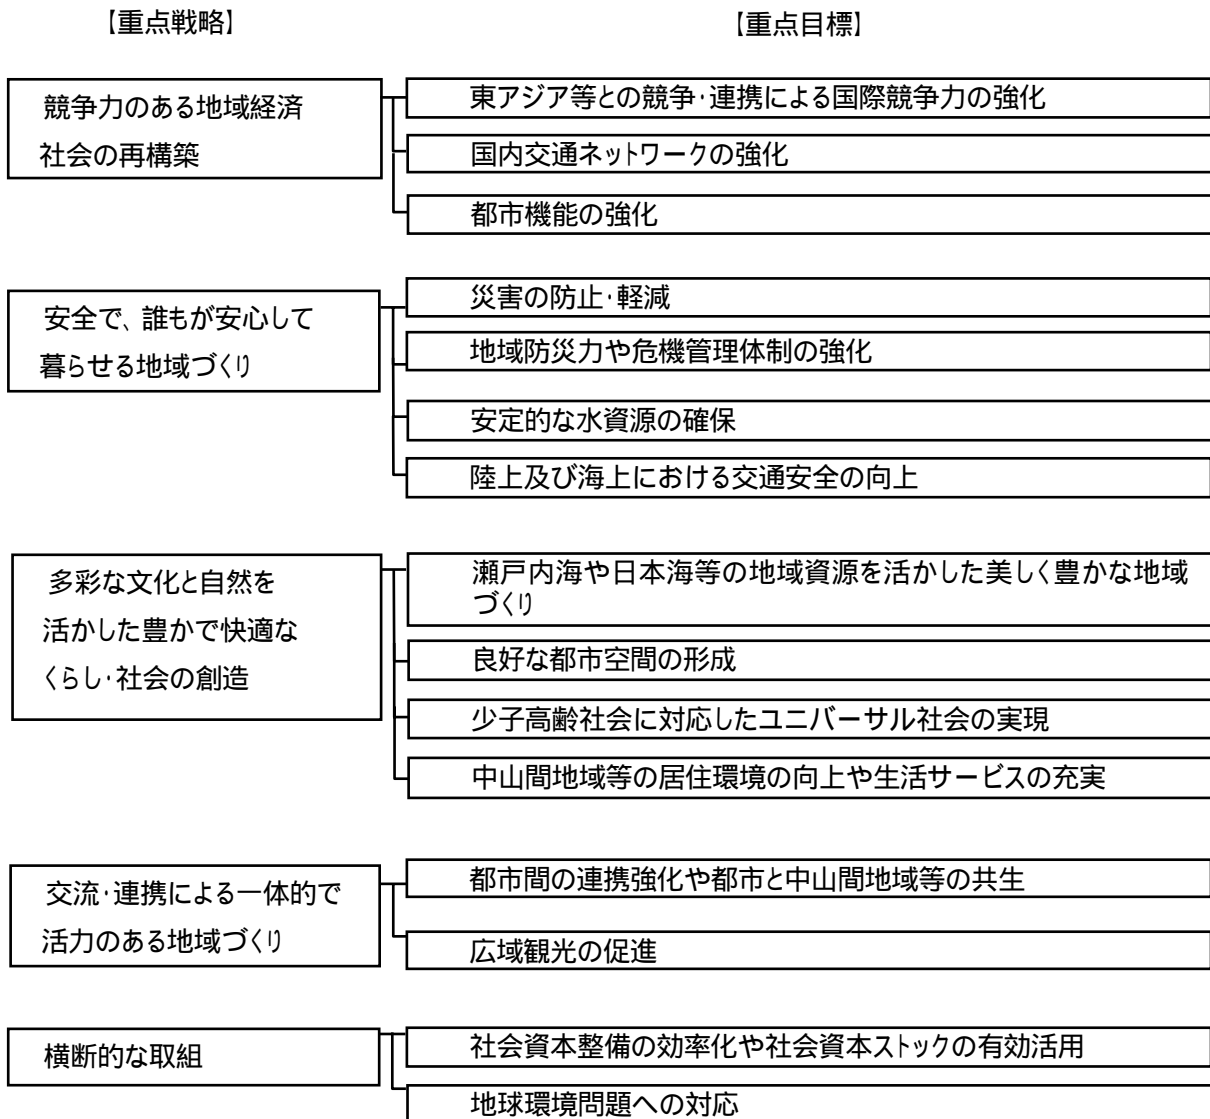 【重点戦略】
【重点目標】
競争力のある地域経済
社会の再構築
東アジア等との競争・連携による国際競争力の強化
国内交通ネットワークの強化
都市機能の強化
安全で、誰もが安心して
暮らせる地域づくり
災害の防止・軽減
地域防災力や危機管理体制の強化
安定的な水資源の確保
陸上及び海上における交通安全の向上
多彩な文化と自然を
活かした豊かで快適な
くらし・社会の創造
瀬戸内海や日本海等の地域資源を活かした美しく豊かな地域
づくり
良好な都市空間の形成
少子高齢社会に対応したユニバーサル社会の実現
中山間地域等の居住環境の向上や生活サービスの充実
交流・連携による一体的で
活力のある地域づくり
都市間の連携強化や都市と中山間地域等の共生
広域観光の促進
横断的な取組
社会資本整備の効率化や社会資本ストックの有効活用
地球環境問題への対応